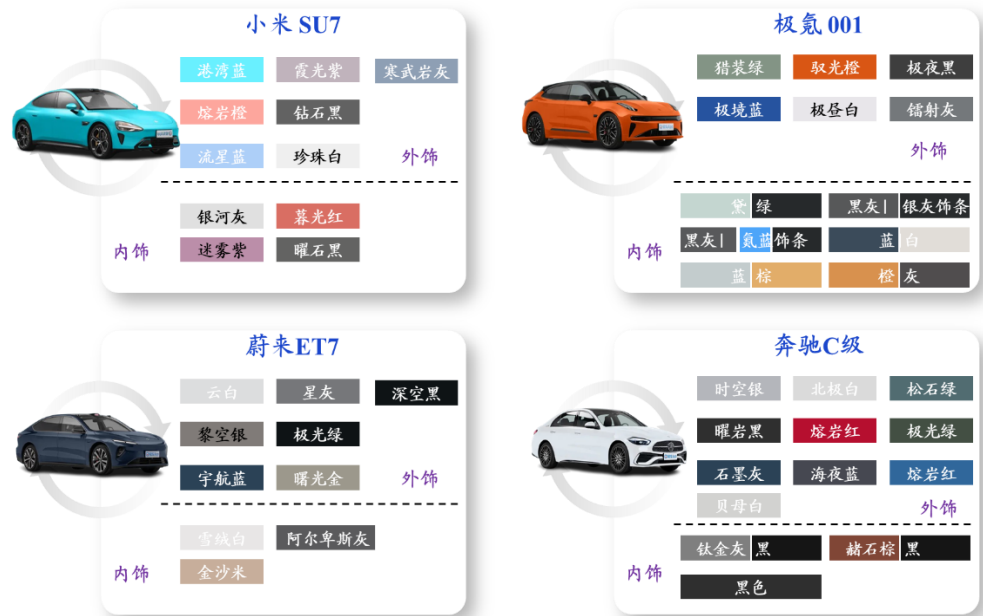 小米 SU7
港湾蓝 霞光紫 寒武岩灰
熔岩橙 钻石黑
流星蓝 珍珠白 外饰
银河灰 暮光红
内饰 迷雾紫 曜石黑
极氪 001
猎装绿 驭光橙 极夜黑
极境蓝 极昼白 镭射灰
外饰
黛 绿 黑灰| 银灰饰条
内饰 黑灰| 氪蓝饰条 蓝 白
蓝 棕 橙 灰
蔚来ET7
云白 星灰 深空黑
黎空银 极光绿
宇航蓝 曙光金 外饰
雪绒白 阿尔卑斯灰
内饰 金沙米
奔驰C级
时空银 北极白 松石绿
曜岩黑 熔岩红 极光绿
石墨灰 海夜蓝 熔岩红
贝母白 外饰
钛金灰 黑 赭石棕 黑
内饰 黑色